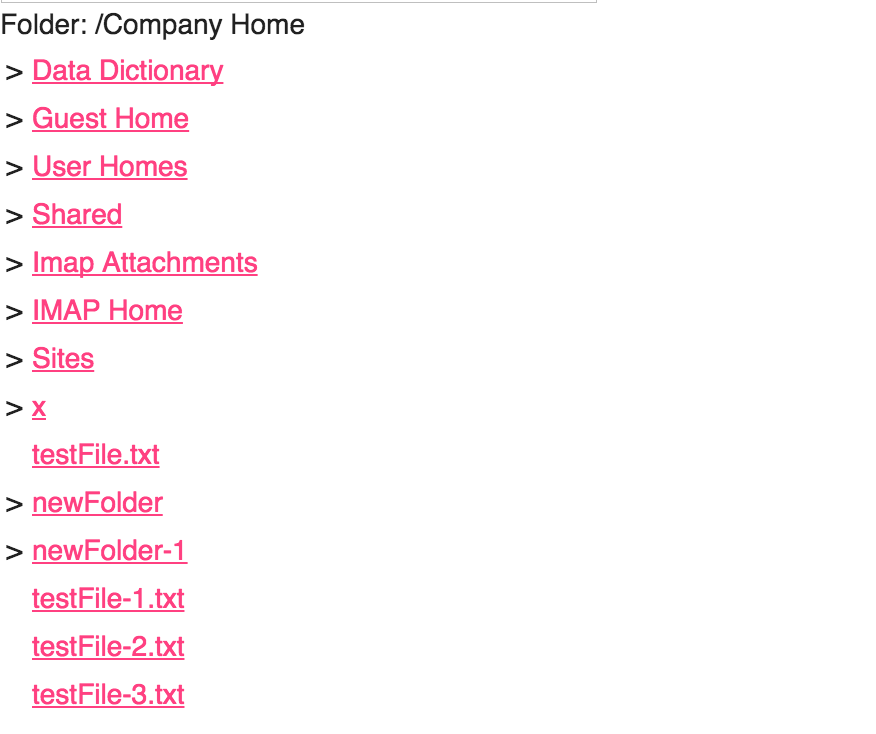 Folder: /Company Home
> Data Dictionary
> Guest Home
> User Homes
> Shared
> Imap Attachments
> IMAP Home
> Sites
> x
testFile.txt
> newFolder
> newFolder-1
testFile-1.txt
testFile-2.txt
testFile-3.txt